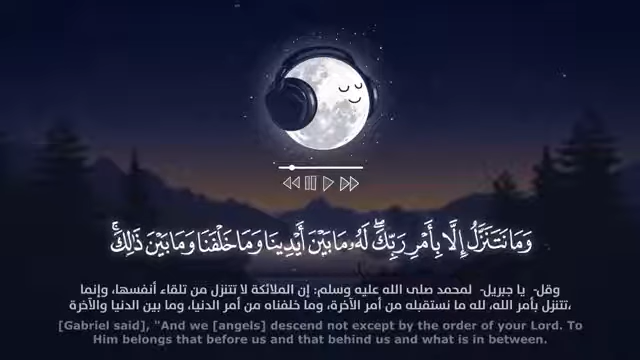 وَمَا نَتَنَزَّلُ إِلَّا بِأَمْرِ رَبِّكَ ۖ لَهُۥ مَا بَيْنَ أَيْدِينَا وَمَا خَلْفَنَا وَمَا بَيْنَ ذَٰلِكَ ۚ
وقل- يا جبريل- لمحمد صلى الله عليه وسلم: إن الملائكة لا تتنزل من تلقاء أنفسها، وإنما
تتنزل بأمر الله، لله ما نستقبله من أمر الآخرة، وما خلفناه من أمر الدنيا، وما بين الدنيا والآخرة،
[Gabriel said], "And we [angels] descend not except by the order of your Lord. To
Him belongs that before us and that behind us and what is in between.